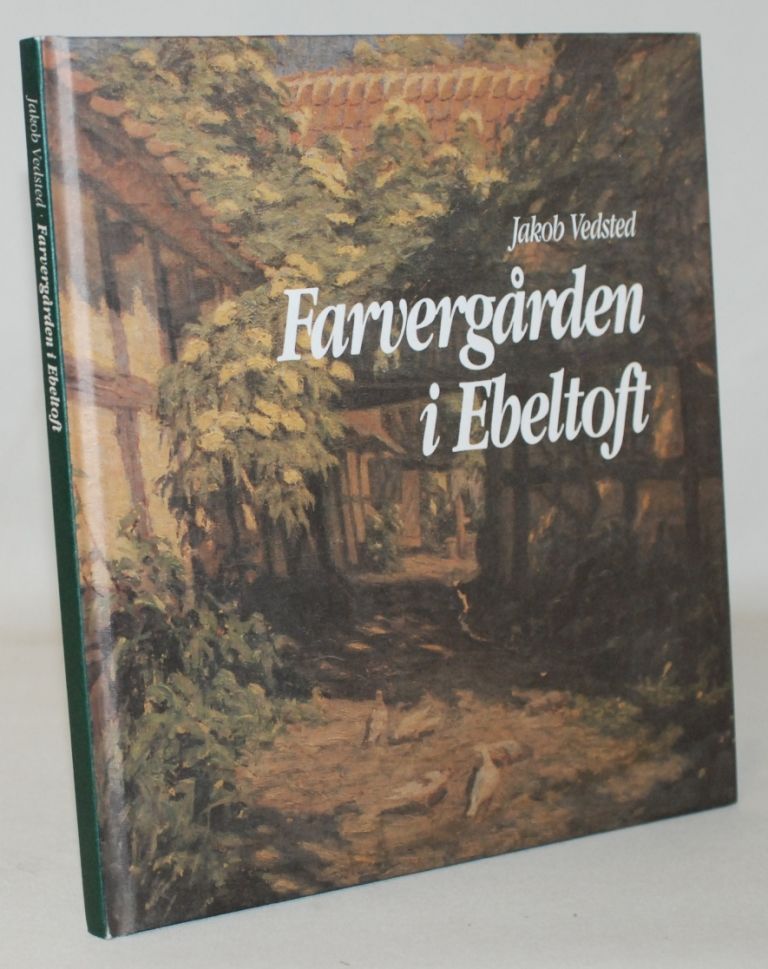 Jakob Vedsted
Farvergården
i Ebeltoft
Jakob Vedsted · Farvergården i Ebeltoft